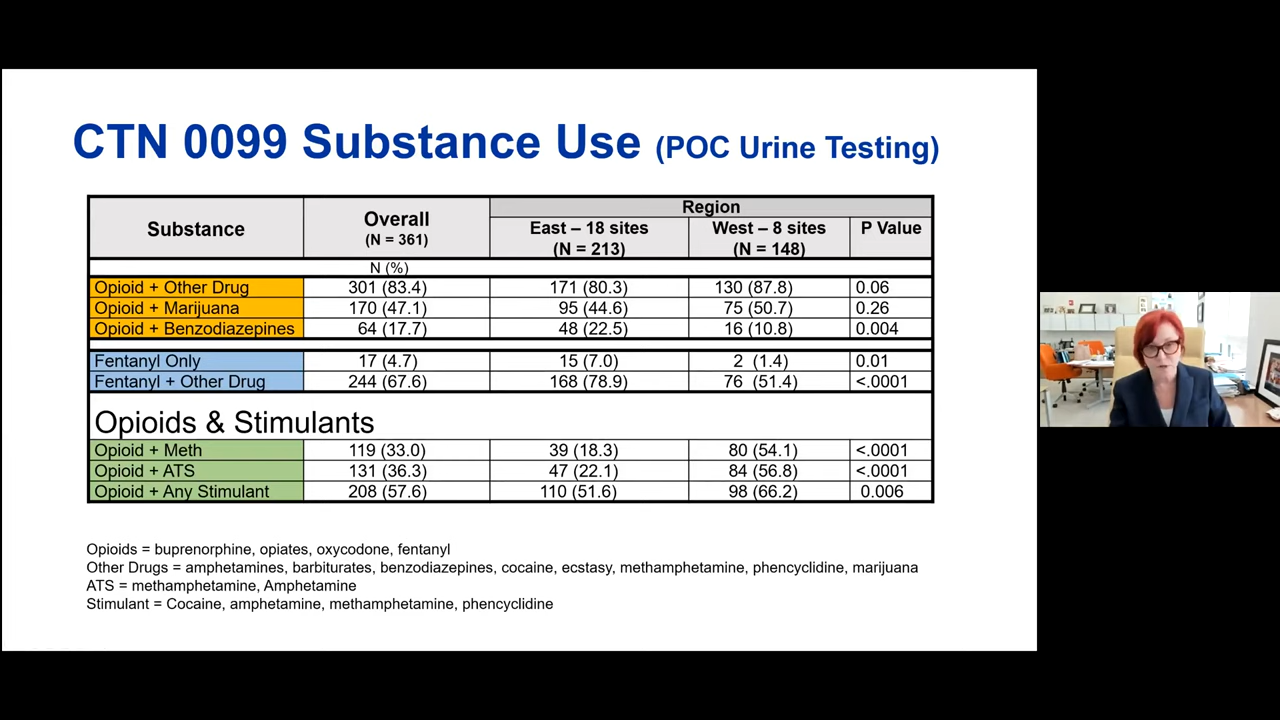 CTN 0099 Substance Use (POC Urine Testing)
Substance
Overall
(N = 361)
Region
East – 18 sites
(N = 213)
West – 8 sites
(N = 148)
P Value
N (%)
Opioid + Other Drug 301 (83.4) 171 (80.3) 130 (87.8) 0.06
Opioid + Marijuana 170 (47.1) 95 (44.6) 75 (50.7) 0.26
Opioid + Benzodiazepines 64 (17.7) 48 (22.5) 16 (10.8) 0.004
Fentanyl Only 17 (4.7) 15 (7.0) 2 (1.4) 0.01
Fentanyl + Other Drug 244 (67.6) 168 (78.9) 76 (51.4) <.0001
Opioids & Stimulants
Opioid + Meth 119 (33.0) 39 (18.3) 80 (54.1) <.0001
Opioid + ATS 131 (36.3) 47 (22.1) 84 (56.8) <.0001
Opioid + Any Stimulant 208 (57.6) 110 (51.6) 98 (66.2) 0.006
Opioids = buprenorphine, opiates, oxycodone, fentanyl
Other Drugs = amphetamines, barbiturates, benzodiazepines, cocaine, ecstasy, methamphetamine, phencyclidine, marijuana
ATS = methamphetamine, Amphetamine
Stimulant = Cocaine, amphetamine, methamphetamine, phencyclidine